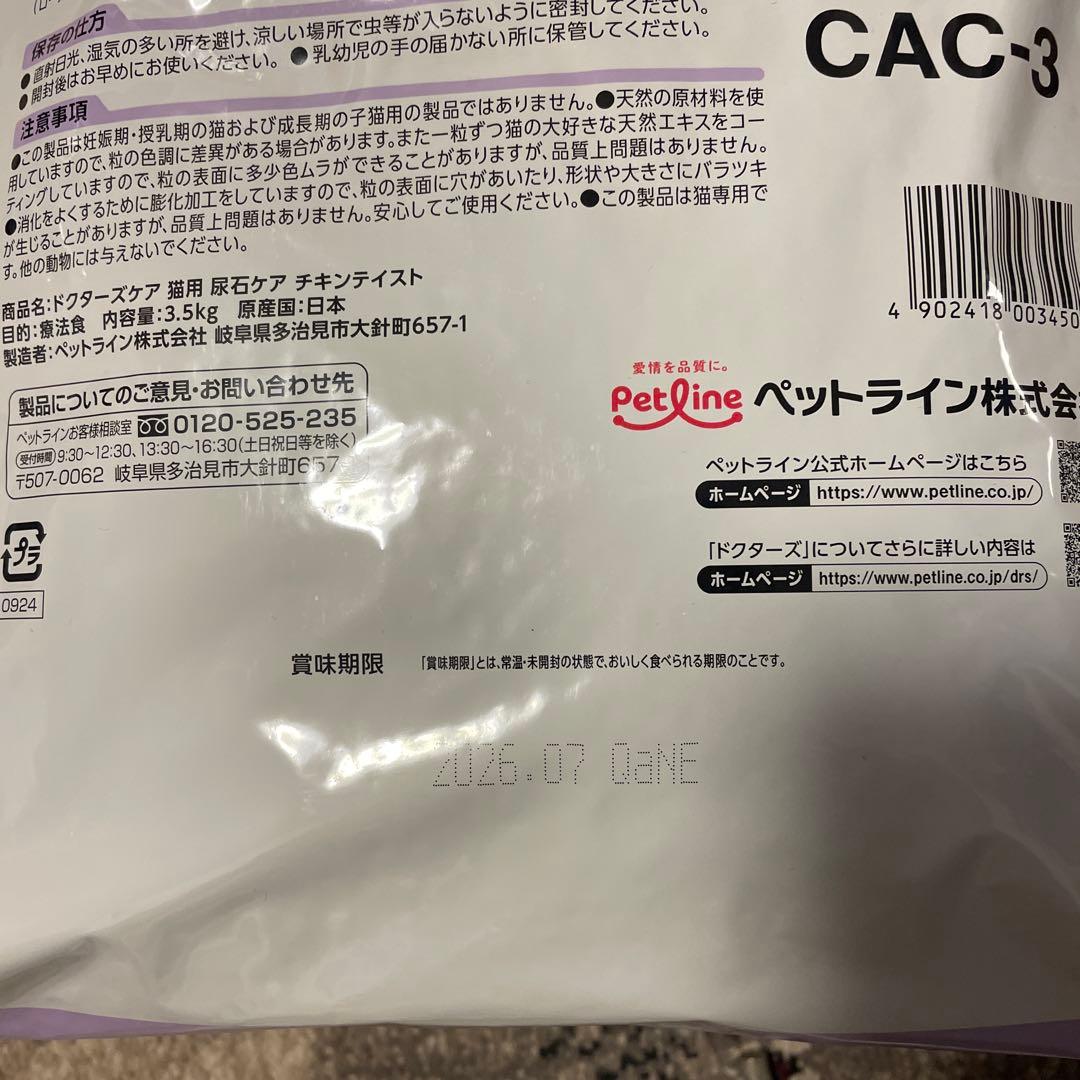 保存の仕方
●直射日光、湿気の多い所を避け、涼しい場所で虫等が入らないように密封してください。
●開封後はお早めにお使いください。 ●乳幼児の手の届かない所に保管してください。
注意事項
●この製品は妊娠期・授乳期の猫および成長期の子猫用の製品ではありません。●天然の原材料を使
用していますので、粒の色調に差異がある場合があります。また一粒ずつ猫の大好きな天然エキスをコー
ティングしていますので、粒の表面に多少色ムラができることがありますが、品質上問題はありません。
●消化をよくするために膨化加工をしていますので、粒の表面に穴があいたり、形状や大きさにバラツキ
が生じることがありますが、品質上問題はありません。安心してご使用ください。●この製品は猫専用で
す。他の動物には与えないでください。
商品名:ドクターズケア 猫用 尿石ケア チキンテイスト
目的:療法食 内容量:3.5kg 原産国:日本
製造者:ペットライン株式会社 岐阜県多治見市大針町657-1
製品についてのご意見・お問い合わせ先
ペットラインお客様相談室 0120-525-235
受付時間 9:30~12:30、13:30~16:30(土日祝日等を除く)
〒507-0062 岐阜県多治見市大針町657
プラ
0924
CAC-3
4 902418 003450
愛情を品質に。
Petline ペットライン株式会
ペットライン公式ホームページはこちら
ホームページ https://www.petline.co.jp/
「ドクターズ」についてさらに詳しい内容は
ホームページ https://www.petline.co.jp/drs/
賞味期限 「賞味期限」とは、常温・未開封の状態で、おいしく食べられる期限のことです。
2026.07 QaNE